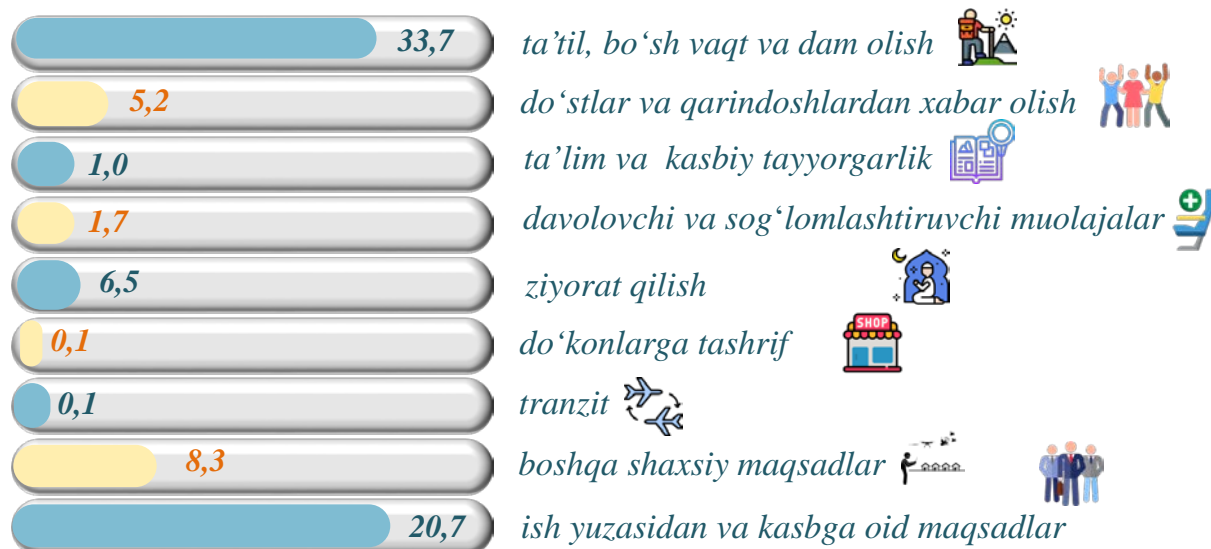 33,7 ta’til, bo‘sh vaqt va dam olish
5,2 do‘stlar va qarindoshlardan xabar olish
1,0 ta’lim va kasbiy tayyorgarlik
1,7 davolovchi va sog‘lomlashtiruvchi muolajalar
6,5 ziyorat qilish
0,1 do‘konlarga tashrif
SHOP
0,1 tranzit
8,3 boshqa shaxsiy maqsadlar
20,7 ish yuzasidan va kasbga oid maqsadlar